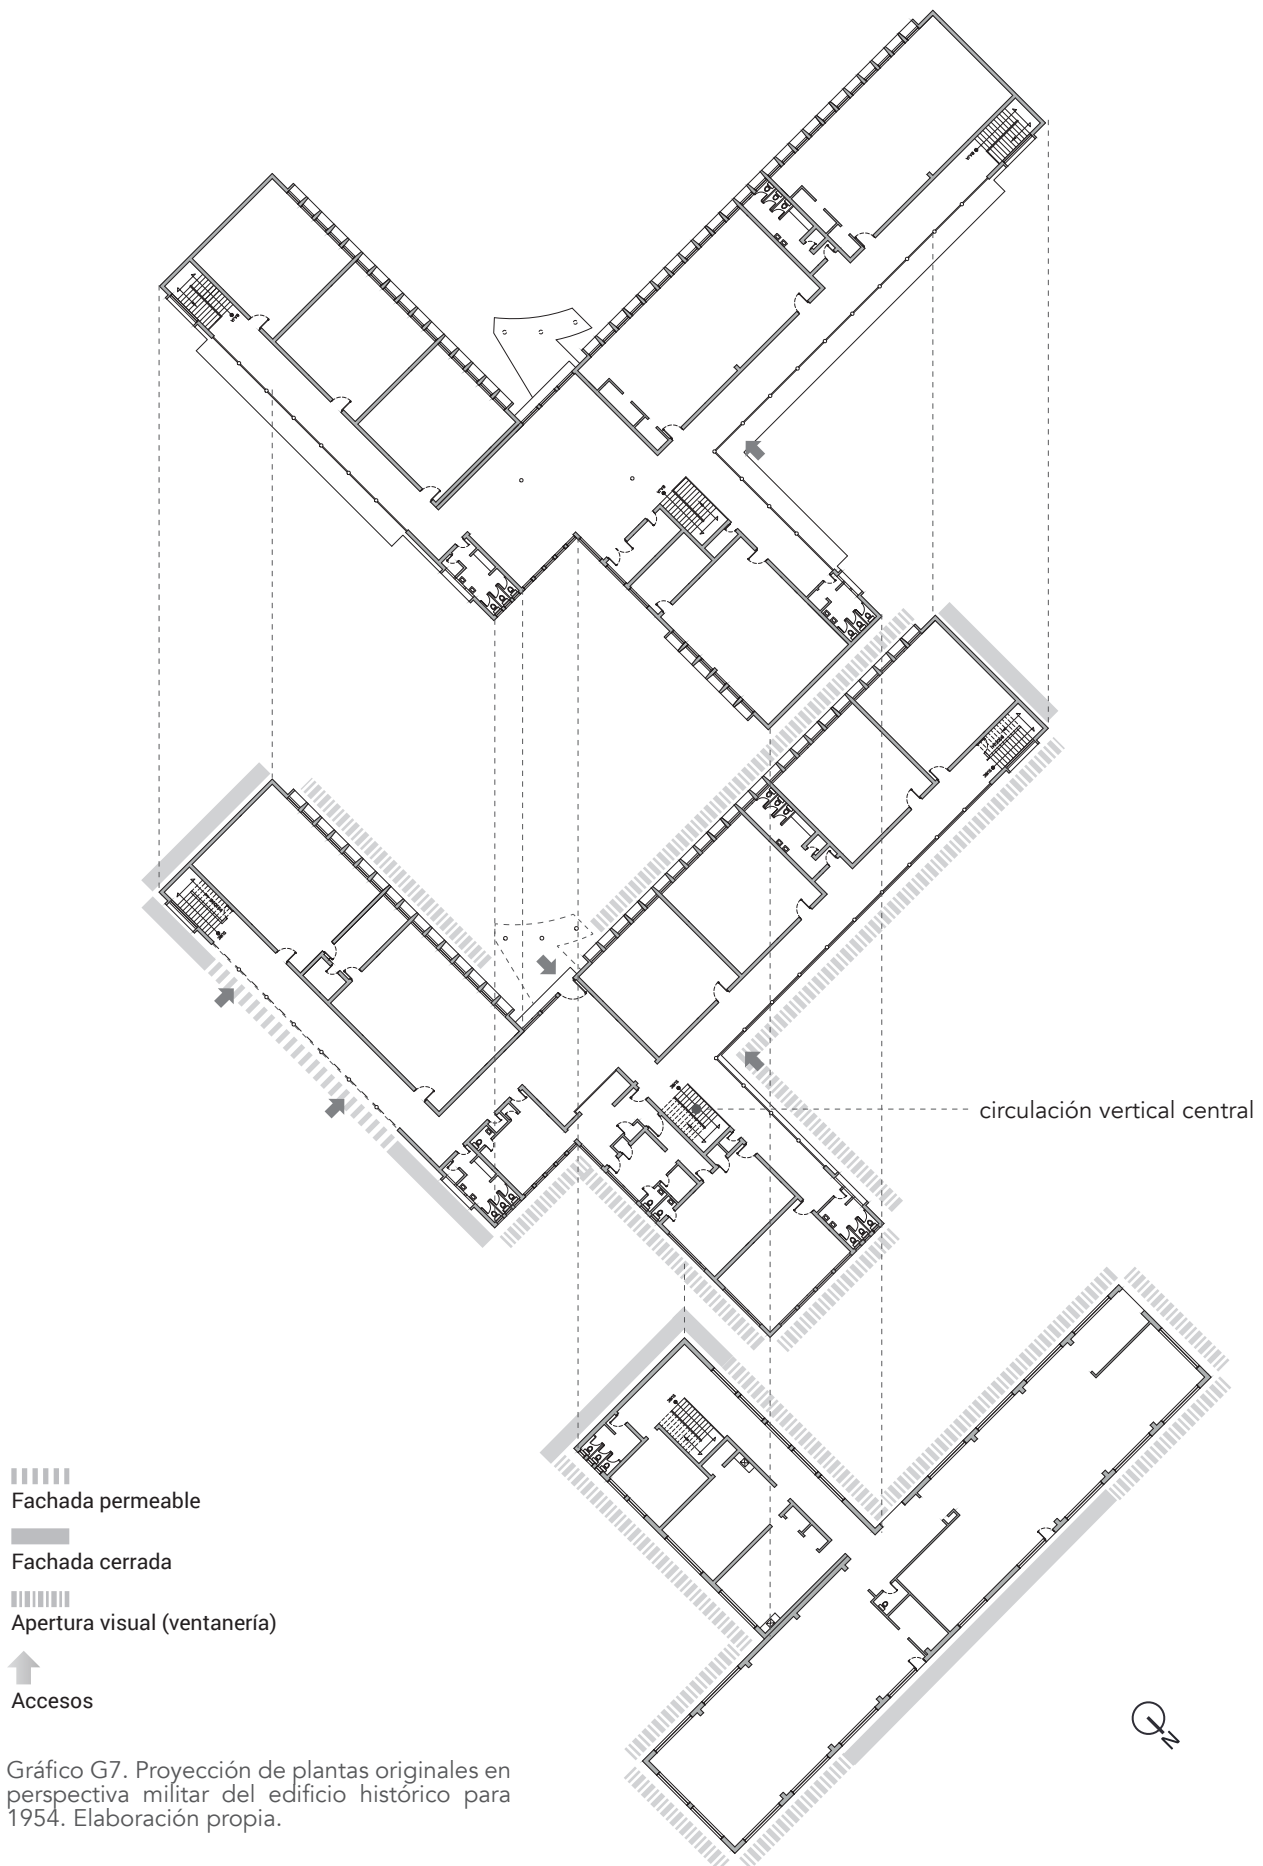 circulación vertical central
Fachada permeable
Fachada cerrada
Apertura visual (ventanería)
Accesos
N
Gráfico G7. Proyección de plantas originales en
perspectiva militar del edificio histórico para
1954. Elaboración propia.